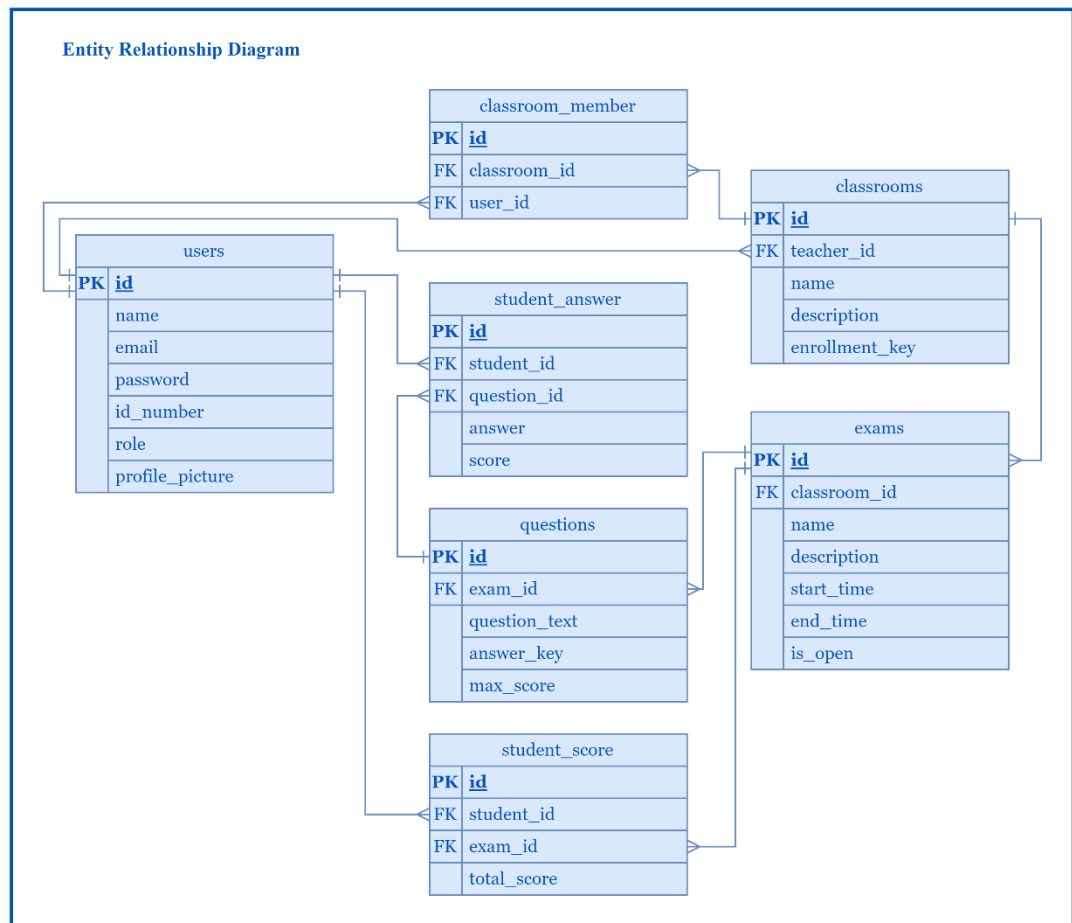 Entity Relationship Diagram
classroom_member
PK id
FK classroom_id
FK user_id
classrooms
PK id
FK teacher_id
name
description
enrollment_key
users
PK id
name
email
password
id_number
role
profile_picture
student_answer
PK id
FK student_id
FK question_id
answer
score
exams
PK id
FK classroom_id
name
description
start_time
end_time
is_open
questions
PK id
FK exam_id
question_text
answer_key
max_score
student_score
PK id
FK student_id
FK exam_id
total_score